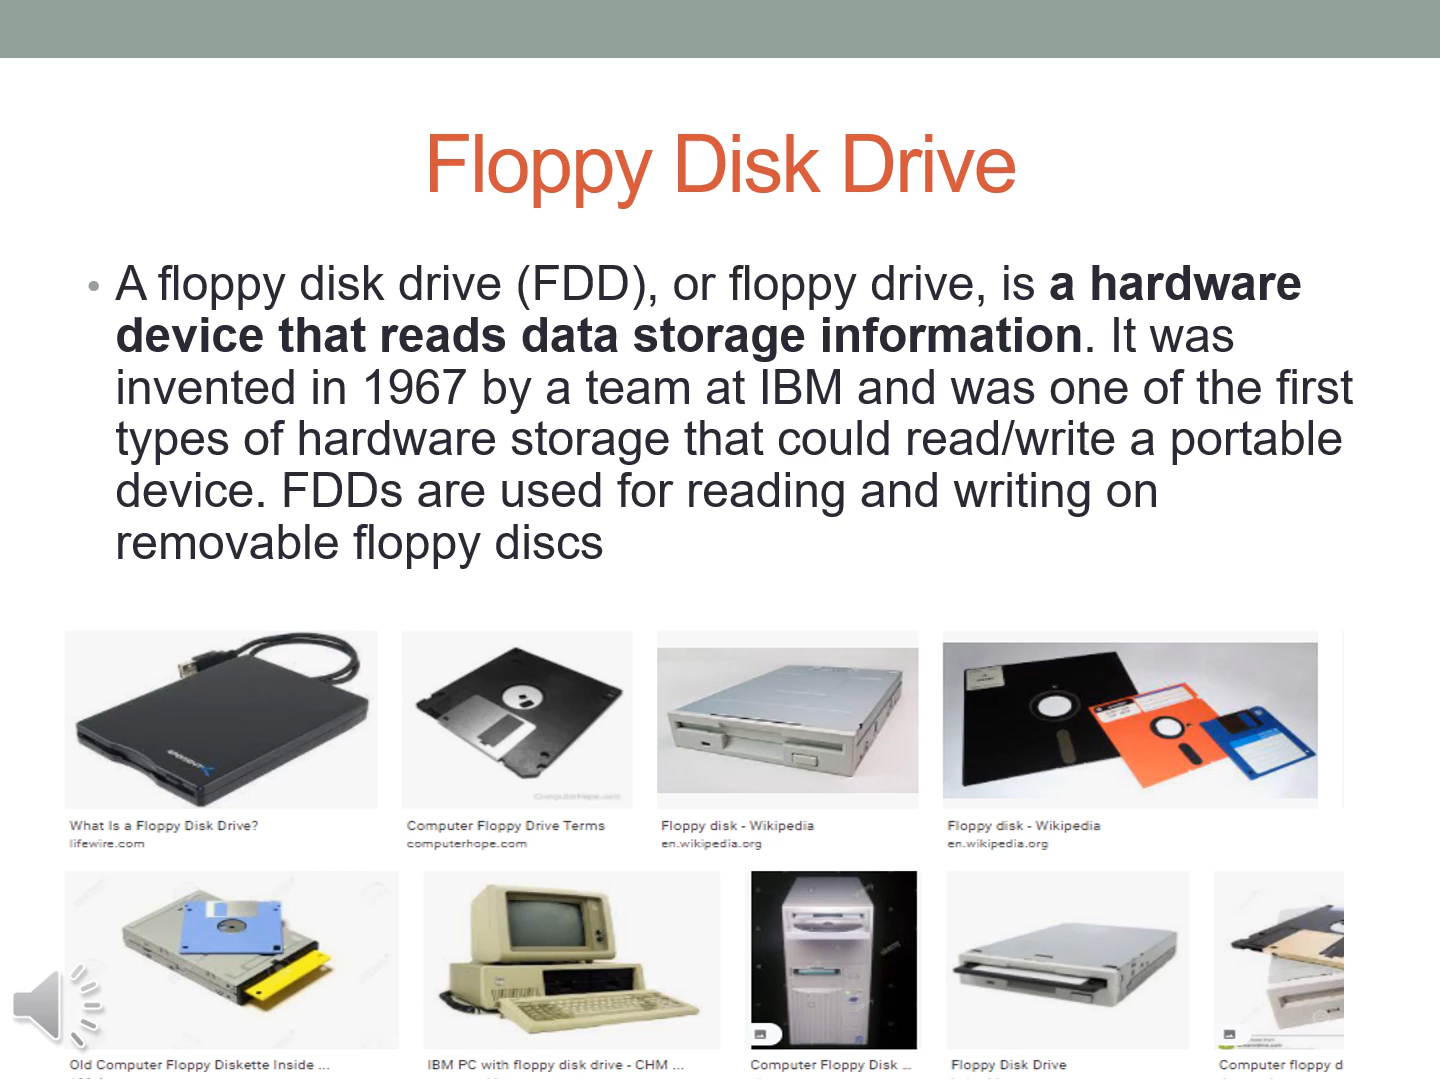 Floppy Disk Drive
• A floppy disk drive (FDD), or floppy drive, is a hardware
device that reads data storage information. It was
invented in 1967 by a team at IBM and was one of the first
types of hardware storage that could read/write a portable
device. FDDs are used for reading and writing on
removable floppy discs
ComputerHope.com
What Is a Floppy Disk Drive?
lifewire.com
Computer Floppy Drive Terms
computerhope.com
Floppy disk - Wikipedia
en.wikipedia.org
Floppy disk - Wikipedia
en.wikipedia.org
Old Computer Floppy Diskette Inside ...
IBM PC with floppy disk drive - CHM ...
Computer Floppy Disk ...
Floppy Disk Drive
Computer floppy d